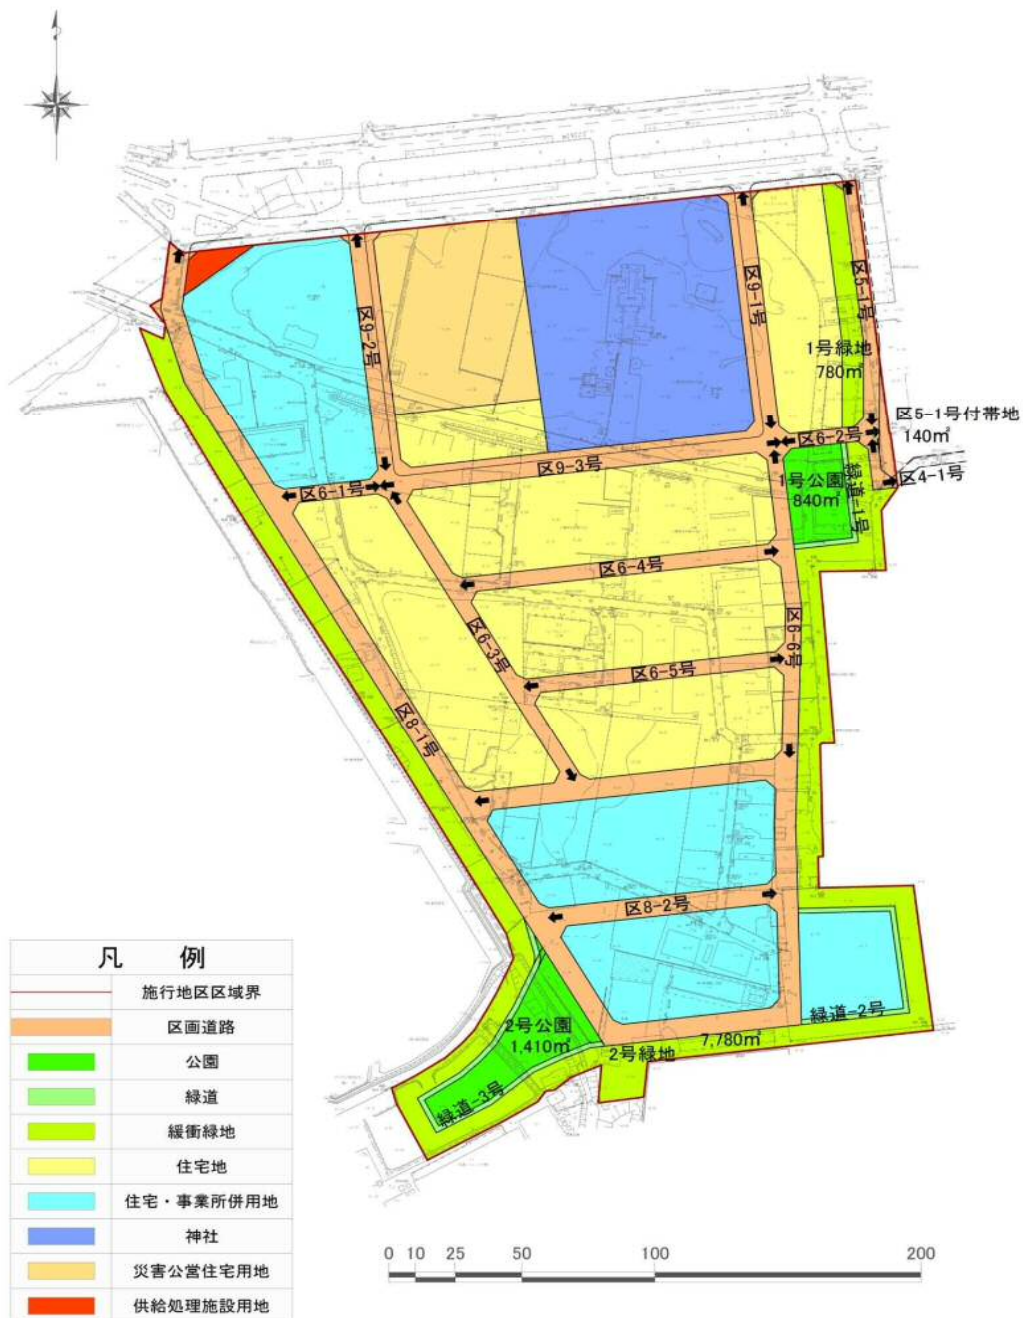 区9-1号
区5-1号
区9-2号
1号緑地
780㎡
区5-1号付帯地
140㎡
区6-2号
区9-3号
区4-1号
1号公園
840㎡
緑道-1号
区6-1号
区6-4号
区6-3号
区6-6号
区6-5号
区8-1号
区8-2号
2号公園
1,410㎡
緑道-2号
7,780㎡
2号緑地
緑道-3号
凡 例
施行地区区域界
区画道路
公園
緑道
緩衝緑地
住宅地
住宅・事業所併用地
神社
災害公営住宅用地
供給処理施設用地
0 10 25 50 100 200